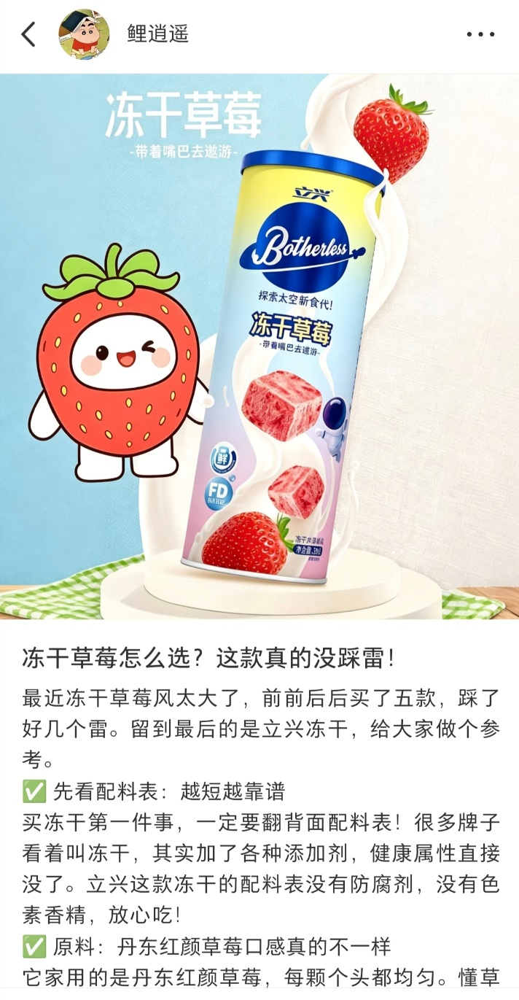 鲤逍遥
冻干草莓
-带着嘴巴去遨游-
立兴
Botherless
探索太空新食代!
冻干草莓
-带着嘴巴去遨游-
鲜
FD
冻干草莓怎么选？这款真的没踩雷！
最近冻干草莓风太大了，前前后后买了五款，踩了
好几个雷。留到最后的是立兴冻干，给大家做个参
考。
✅ 先看配料表：越短越靠谱
买冻干第一件事，一定要翻背面配料表！很多牌子
看着叫冻干，其实加了各种添加剂，健康属性直接
没了。立兴这款冻干的配料表没有防腐剂，没有色
素香精，放心吃！
✅ 原料：丹东红颜草莓口感真的不一样
它家用的是丹东红颜草莓，每颗个头都均匀。懂草